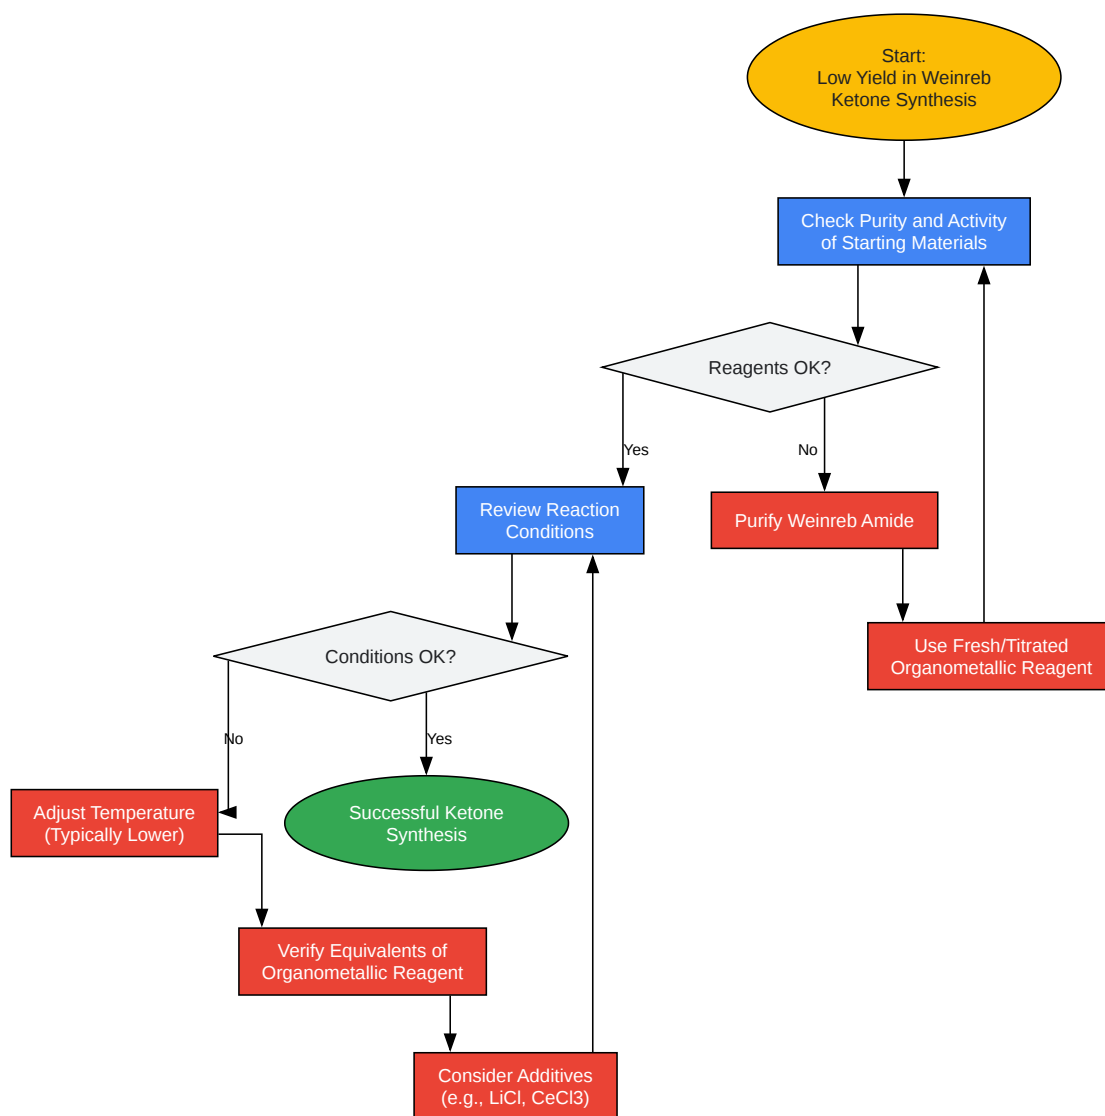 Start:
Low Yield in Weinreb
Ketone Synthesis
Check Purity and Activity
of Starting Materials
Reagents OK?
Yes
No
Review Reaction
Conditions
Purify Weinreb Amide
Use Fresh/Titrated
Organometallic Reagent
Conditions OK?
No
Yes
Adjust Temperature
(Typically Lower)
Successful Ketone
Synthesis
Verify Equivalents of
Organometallic Reagent
Consider Additives
(e.g., LiCl, CeCl3)